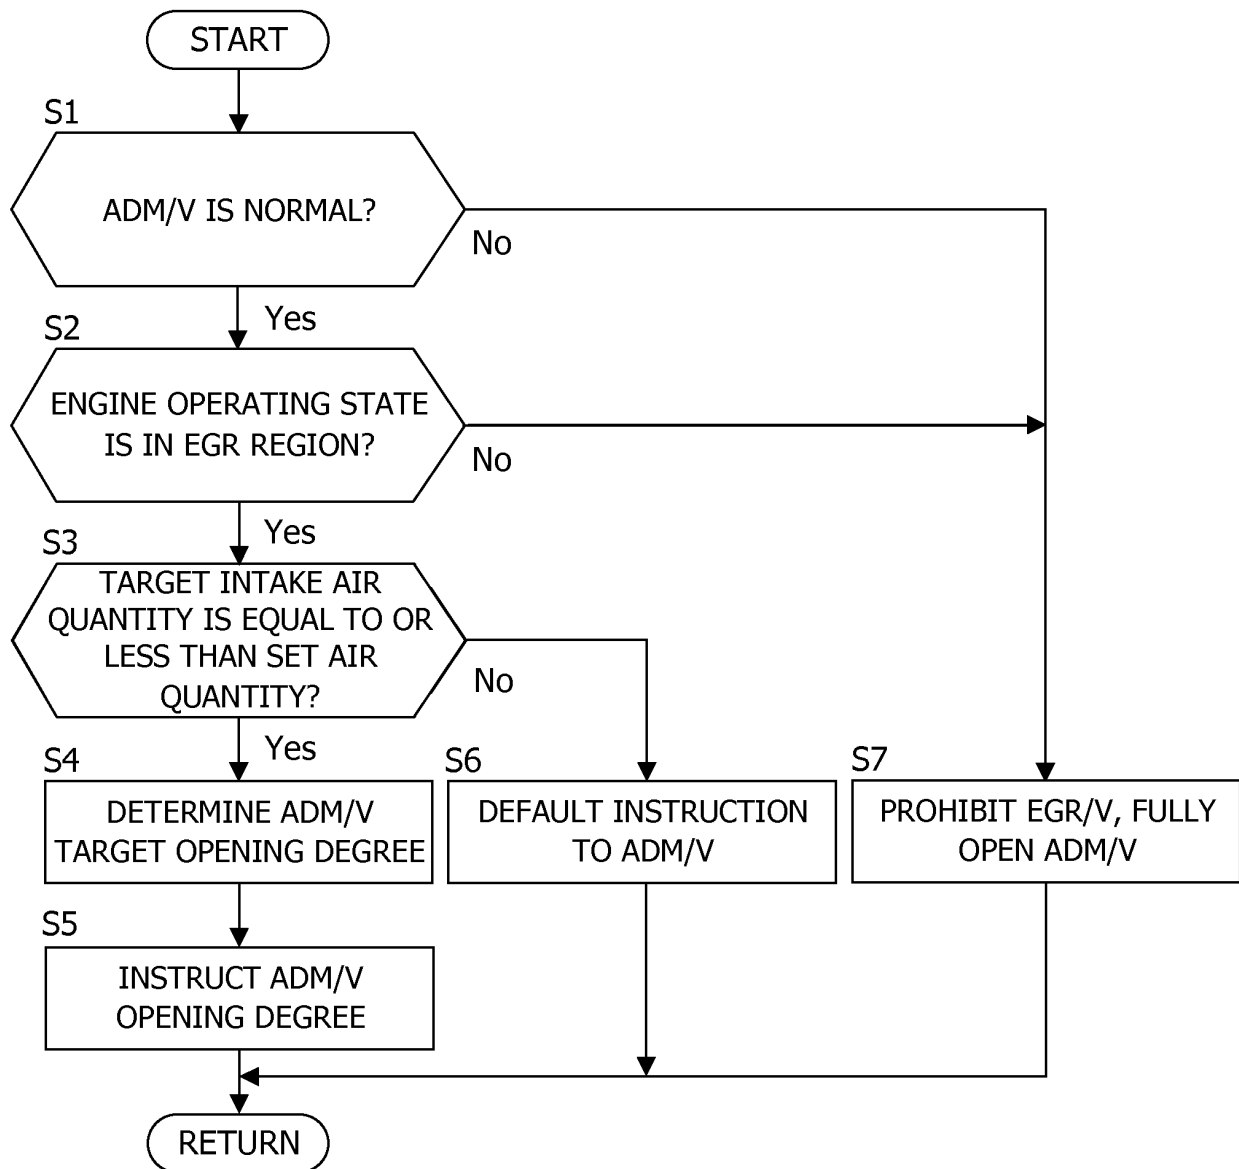 START
S1
ADM/V IS NORMAL?
No
Yes
S2
ENGINE OPERATING STATE
IS IN EGR REGION?
No
Yes
S3
TARGET INTAKE AIR
QUANTITY IS EQUAL TO OR
LESS THAN SET AIR
QUANTITY?
No
Yes
S4
DETERMINE ADM/V
TARGET OPENING DEGREE
S6
DEFAULT INSTRUCTION
TO ADM/V
S7
PROHIBIT EGR/V, FULLY
OPEN ADM/V
S5
INSTRUCT ADM/V
OPENING DEGREE
RETURN